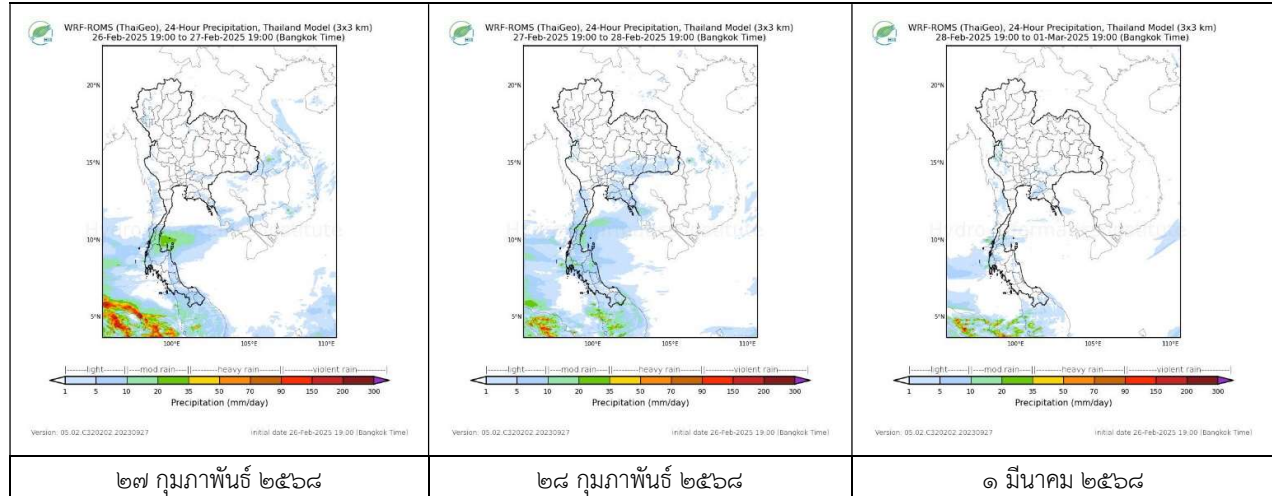 WRF-ROMS (ThaiGeo), 24-Hour Precipitation, Thailand Model (3x3 km)
26-Feb-2025 19:00 to 27-Feb-2025 19:00 (Bangkok Time)
20°N
15°N
10°N
5°N
100°E 105°E 110°E
light mod rain heavy rain violent rain
1 5 10 20 35 50 70 90 150 200 300
Precipitation (mm/day)
Version: 05.02.C320202.20230927 initial date 26-Feb-2025 19:00 (Bangkok Time)
๒๗ กุมภาพันธ์ ๒๕๖๘
WRF-ROMS (ThaiGeo), 24-Hour Precipitation, Thailand Model (3x3 km)
27-Feb-2025 19:00 to 28-Feb-2025 19:00 (Bangkok Time)
20°N
15°N
10°N
5°N
100°E 105°E 110°E
light mod rain heavy rain violent rain
1 5 10 20 35 50 70 90 150 200 300
Precipitation (mm/day)
Version: 05.02.C320202.20230927 initial date 26-Feb-2025 19:00 (Bangkok Time)
๒๘ กุมภาพันธ์ ๒๕๖๘
WRF-ROMS (ThaiGeo), 24-Hour Precipitation, Thailand Model (3x3 km)
28-Feb-2025 19:00 to 01-Mar-2025 19:00 (Bangkok Time)
20°N
15°N
10°N
5°N
100°E 105°E 110°E
light mod rain heavy rain violent rain
1 5 10 20 35 50 70 90 150 200 300
Precipitation (mm/day)
Version: 05.02.C320202.20230927 initial date 26-Feb-2025 19:00 (Bangkok Time)
๑ มีนาคม ๒๕๖๘